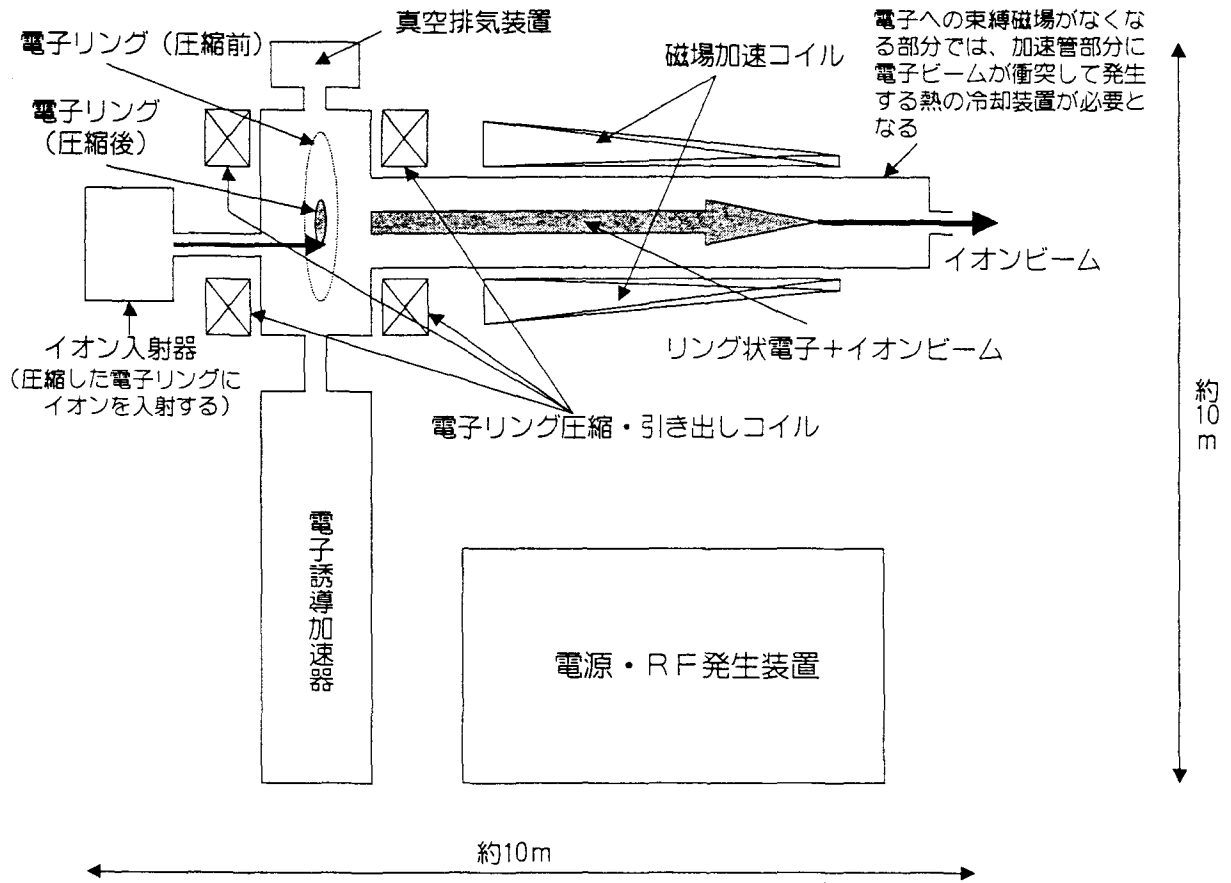 電子リング（圧縮前）
真空排気装置
磁場加速コイル
電子への束縛磁場がなくな
る部分では、加速管部分に
電子ビームが衝突して発生
する熱の冷却装置が必要と
なる
電子リング
（圧縮後）
イオンビーム
イオン入射器
（圧縮した電子リングに
イオンを入射する）
リング状電子＋イオンビーム
電子リング圧縮・引き出しコイル
約10m
電子誘導加速器
電源・ＲＦ発生装置
約10m